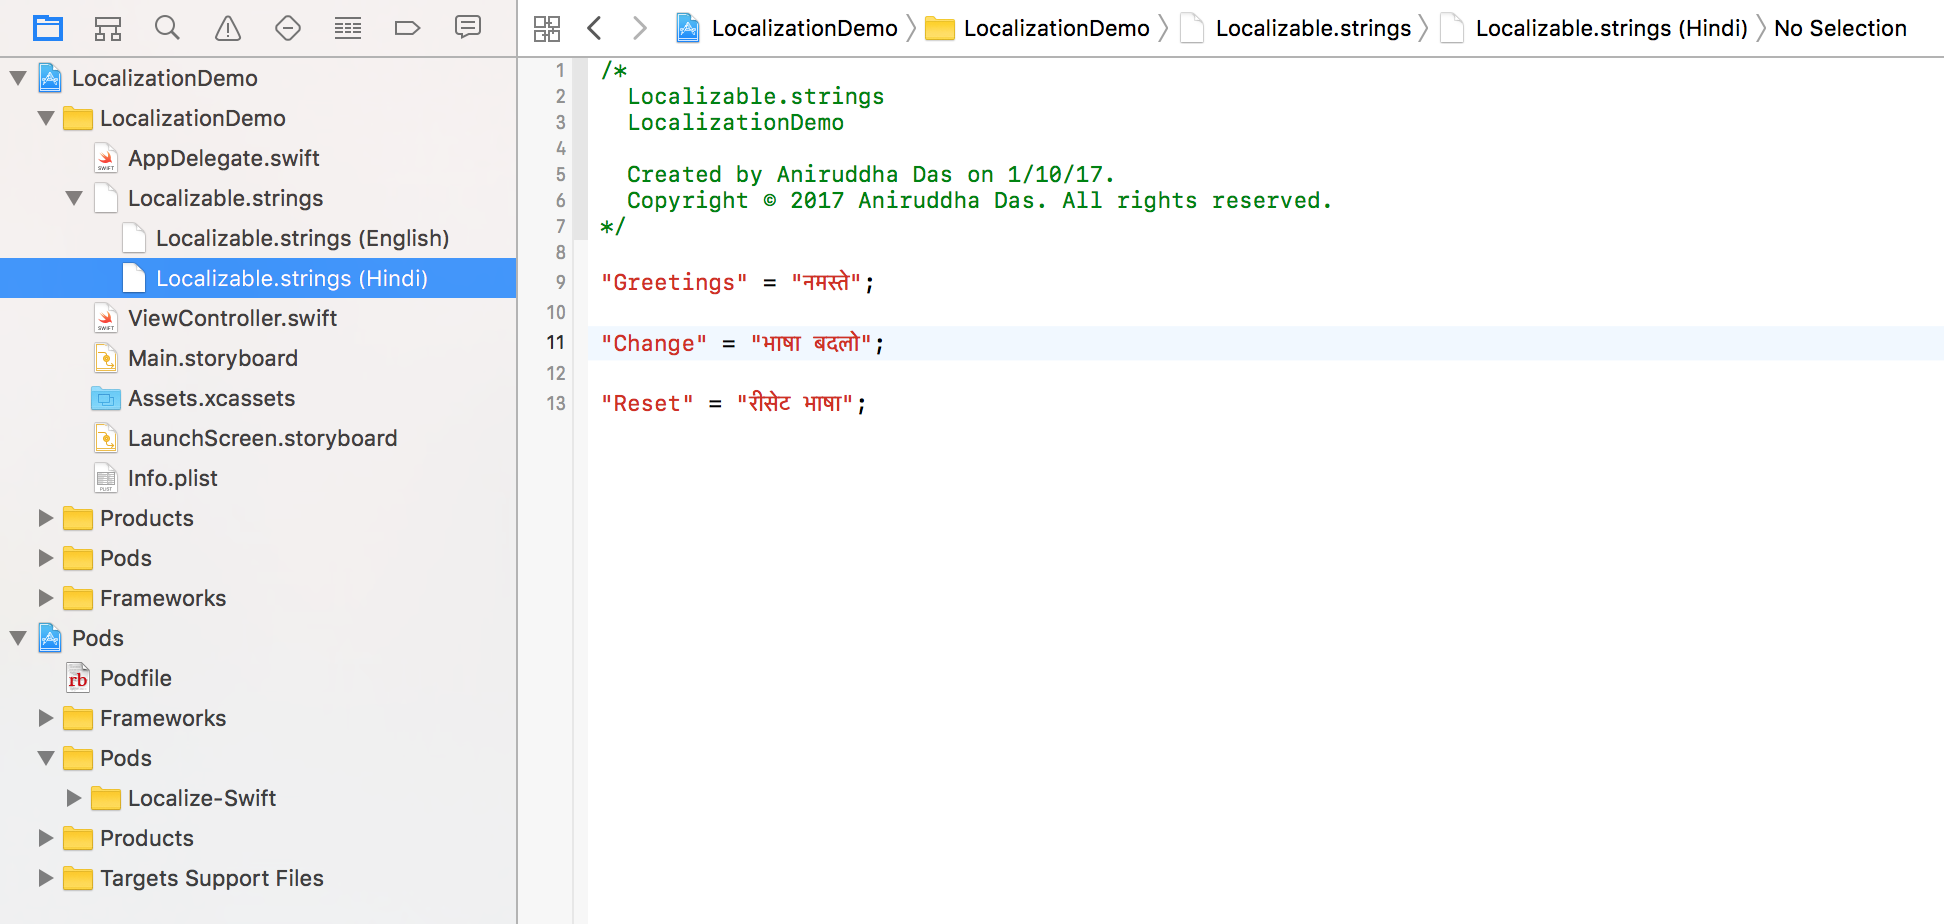 LocalizationDemo
LocalizationDemo
Localizable.strings
Localizable.strings (Hindi)
No Selection
LocalizationDemo
LocalizationDemo
AppDelegate.swift
Localizable.strings
Localizable.strings (English)
Localizable.strings (Hindi)
ViewController.swift
Main.storyboard
Assets.xcassets
LaunchScreen.storyboard
Info.plist
Products
Pods
Frameworks
Pods
Podfile
Frameworks
Pods
Localize-Swift
Products
Targets Support Files
1 /*
2 Localizable.strings
3 LocalizationDemo
4
5 Created by Aniruddha Das on 1/10/17.
6 Copyright © 2017 Aniruddha Das. All rights reserved.
7 */
8
9 "Greetings" = "नमस्ते";
10
11 "Change" = "भाषा बदलो";
12
13 "Reset" = "रीसेट भाषा";